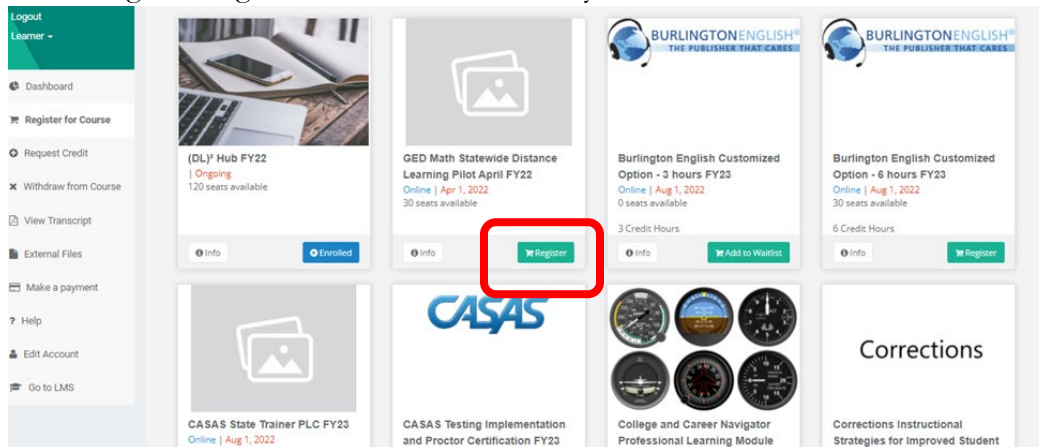 Logout
Learner
Dashboard
Register for Course
Request Credit
Withdraw from Course
View Transcript
External Files
Make a payment
? Help
Edit Account
Go to LMS
(DL)² Hub FY22
| Ongoing
120 seats available
Info
Enrolled
GED Math Statewide Distance
Learning Pilot April FY22
Online | Apr 1, 2022
30 seats available
Info
Register
BURLINGTONENGLISH®
THE PUBLISHER THAT CARES
Burlington English Customized
Option - 3 hours FY23
Online | Aug 1, 2022
0 seats available
3 Credit Hours
Info
Add to Waitlist
BURLINGTONENGLISH®
THE PUBLISHER THAT CARES
Burlington English Customized
Option - 6 hours FY23
Online | Aug 1, 2022
30 seats available
6 Credit Hours
Info
Register
CASAS State Trainer PLC FY23
Online | Aug 1, 2022
CASAS
CASAS Testing Implementation
and Proctor Certification FY23
College and Career Navigator
Professional Learning Module
Corrections
Corrections Instructional
Strategies for Improved Student